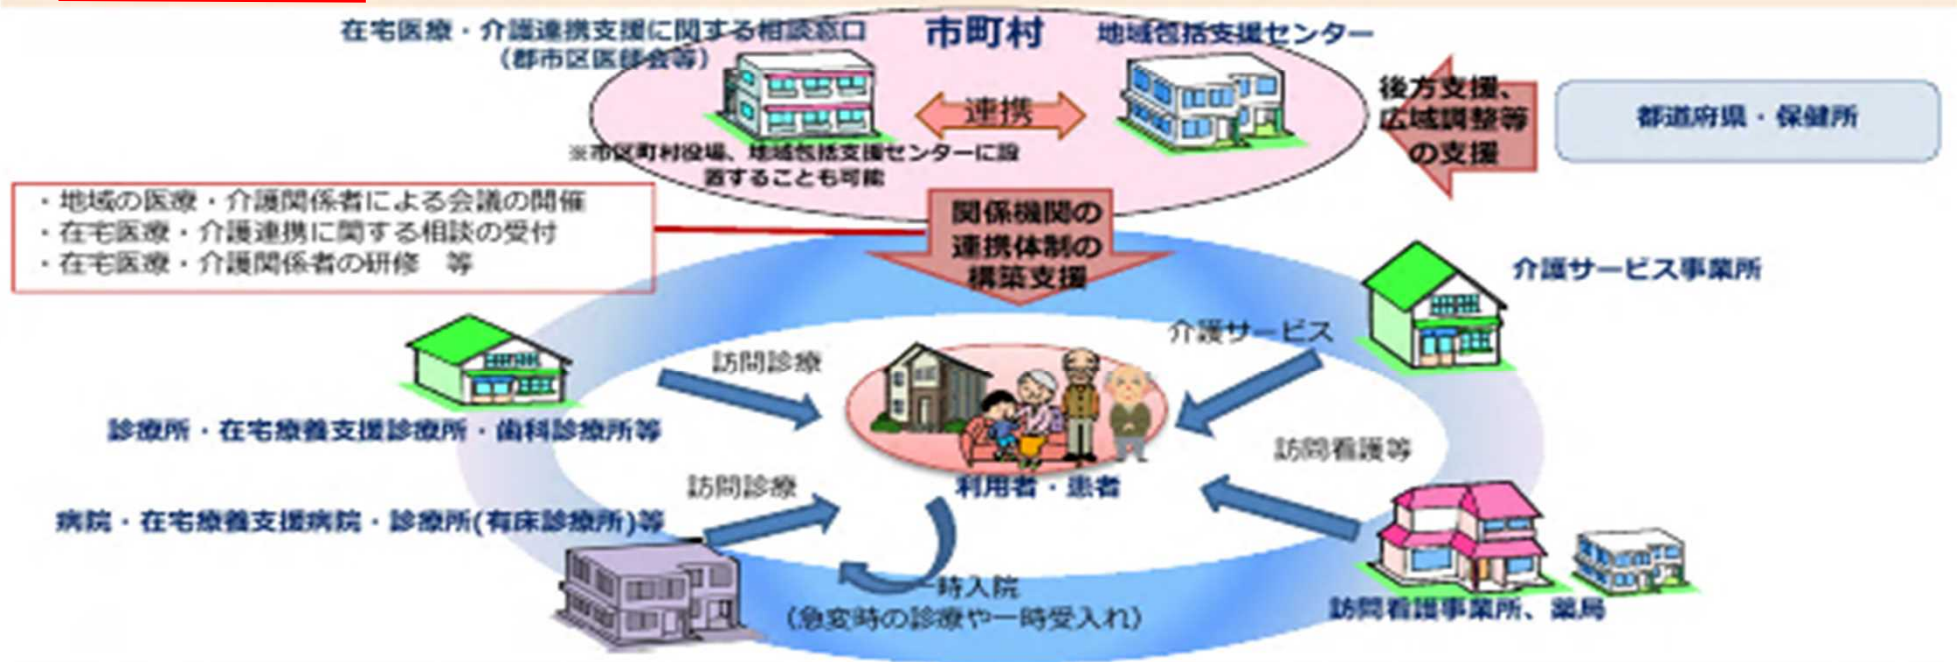 在宅医療・介護連携支援に関する相談窓口
(郡市区医師会等)
市町村
地域包括支援センター
連携
※市区町村役場、地域包括支援センターに設
置することも可能
後方支援、
広域調整等
の支援
都道府県・保健所
・地域の医療・介護関係者による会議の開催
・在宅医療・介護連携に関する相談の受付
・在宅医療・介護関係者の研修　等
関係機関の
連携体制の
構築支援
介護サービス事業所
介護サービス
訪問診療
診療所・在宅療養支援診療所・歯科診療所等
利用者・患者
訪問看護等
訪問診療
病院・在宅療養支援病院・診療所(有床診療所)等
一時入院
(急変時の診療や一時受入れ)
訪問看護事業所、薬局